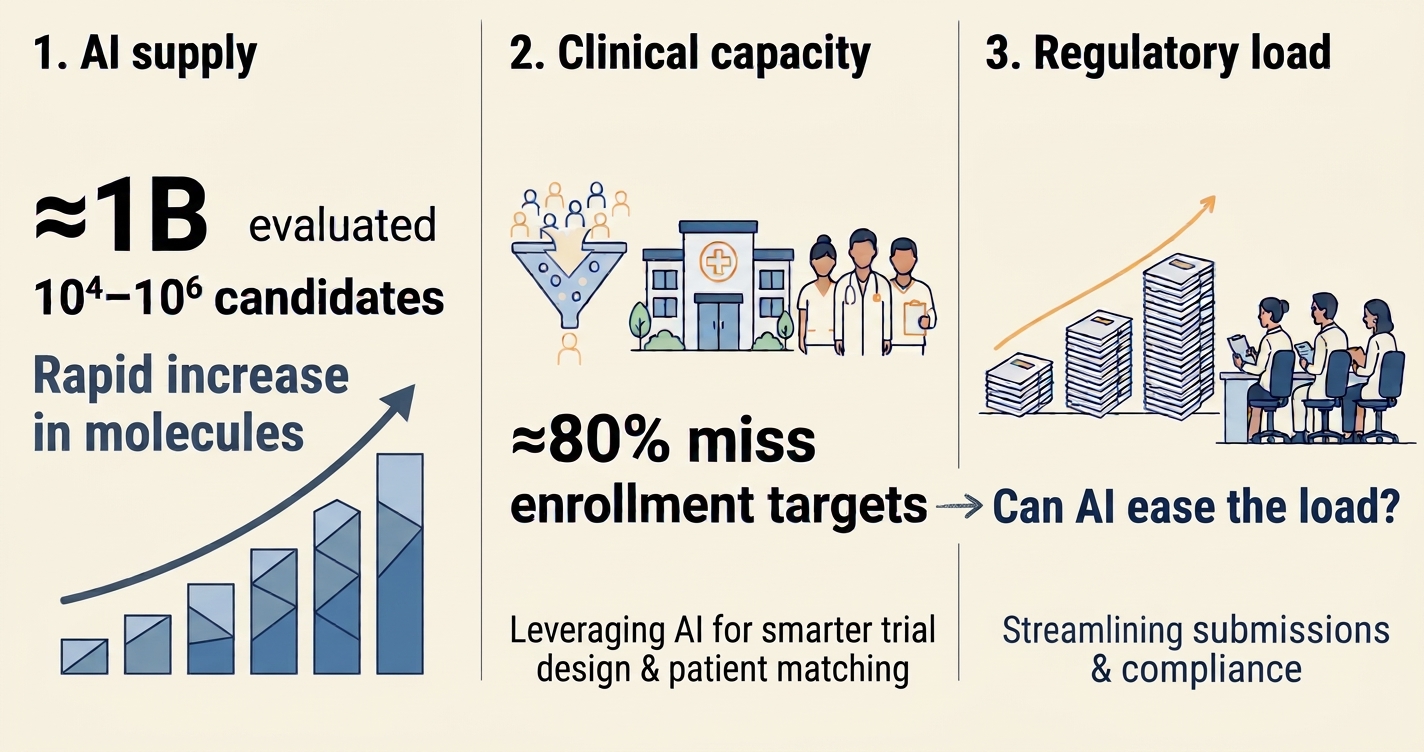 1. AI supply
≈1B evaluated
10⁴–10⁶ candidates
Rapid increase
in molecules
2. Clinical capacity
≈80% miss
enrollment targets
Leveraging AI for smarter trial
design & patient matching
3. Regulatory load
Can AI ease the load?
Streamlining submissions
& compliance